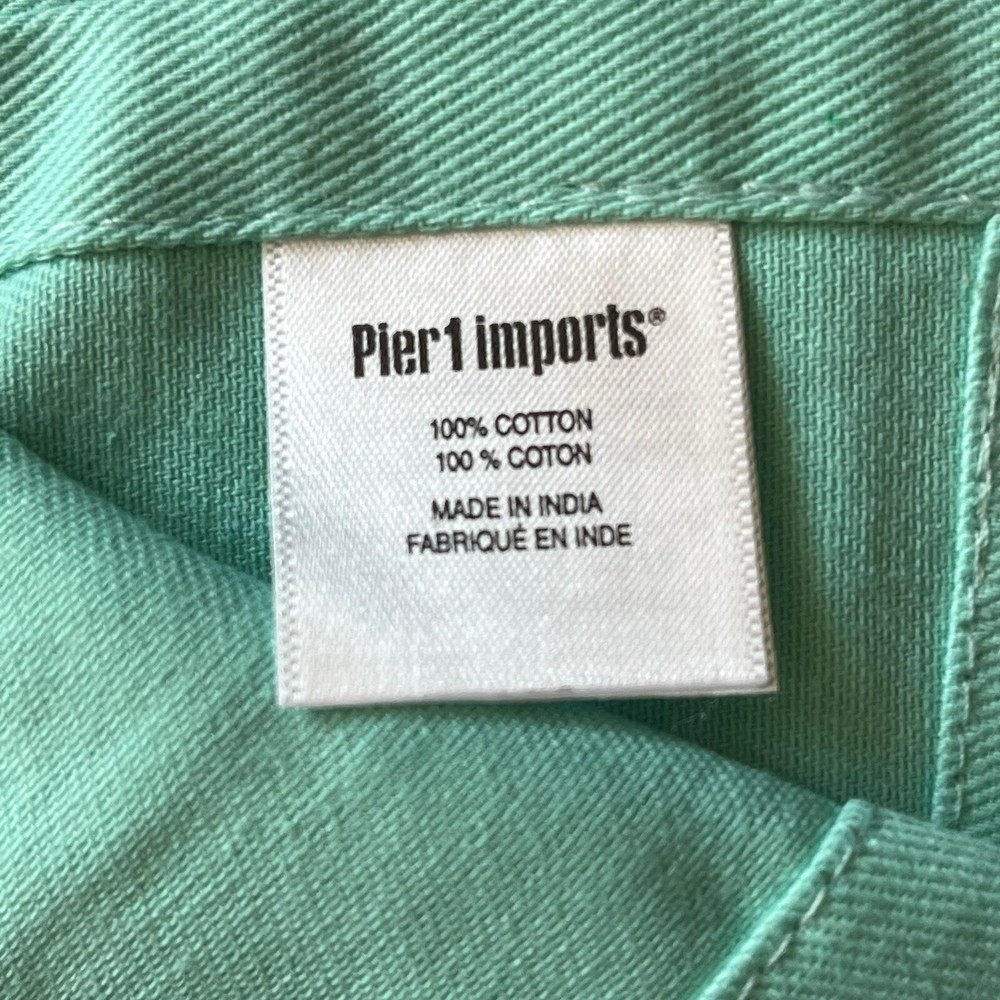 Pier1 imports®
100% COTTON
100 % COTON
MADE IN INDIA
FABRIQUÉ EN INDE